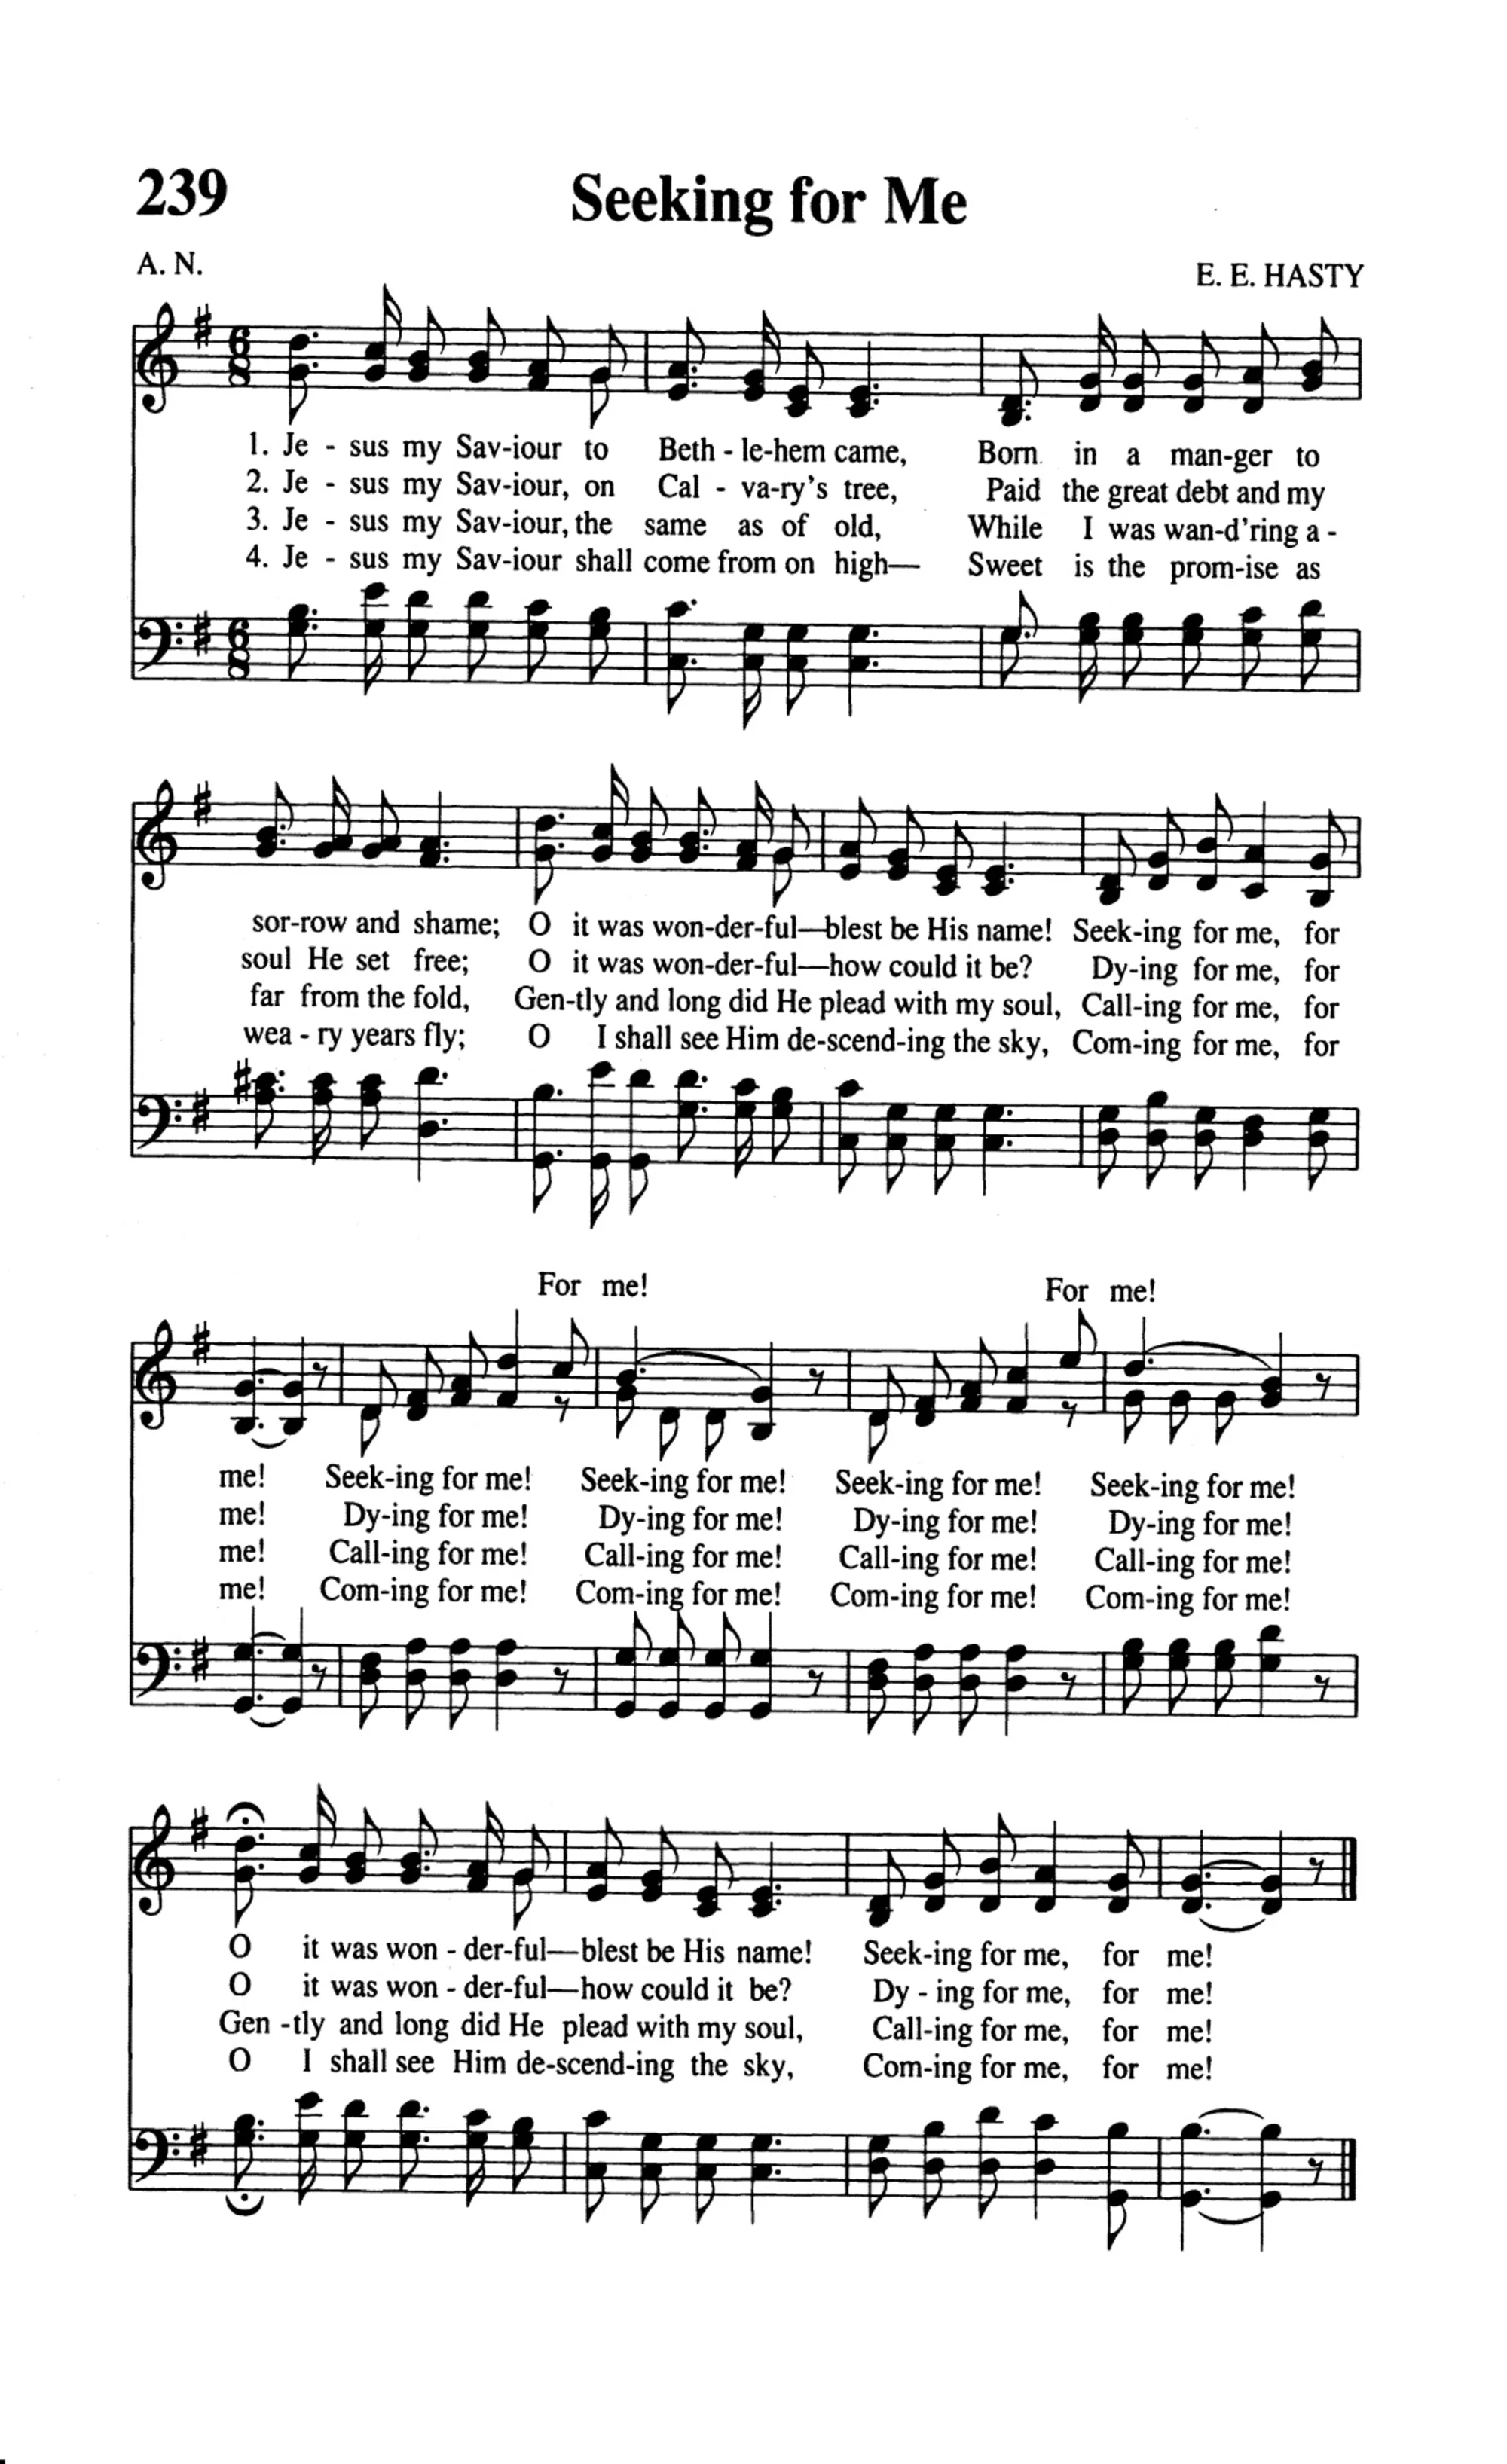 239
Seeking for Me
A. N.
E. E. HASTY
1. Je - sus my Sav-iour to Beth - le-hem came, Born in a man-ger to
2. Je - sus my Sav-iour, on Cal - va-ry's tree, Paid the great debt and my
3. Je - sus my Sav-iour, the same as of old, While I was wan-d'ring a -
4. Je - sus my Sav-iour shall come from on high— Sweet is the prom-ise as
sor-row and shame; O it was won-der-ful—blest be His name! Seek-ing for me, for
soul He set free; O it was won-der-ful—how could it be? Dy-ing for me, for
far from the fold, Gen-tly and long did He plead with my soul, Call-ing for me, for
wea - ry years fly; O I shall see Him de-scend-ing the sky, Com-ing for me, for
For me! For me!
me! Seek-ing for me! Seek-ing for me! Seek-ing for me! Seek-ing for me!
me! Dy-ing for me! Dy-ing for me! Dy-ing for me! Dy-ing for me!
me! Call-ing for me! Call-ing for me! Call-ing for me! Call-ing for me!
me! Com-ing for me! Com-ing for me! Com-ing for me! Com-ing for me!
O it was won - der-ful—blest be His name! Seek-ing for me, for me!
O it was won - der-ful—how could it be? Dy - ing for me, for me!
Gen -tly and long did He plead with my soul, Call-ing for me, for me!
O I shall see Him de-scend-ing the sky, Com-ing for me, for me!